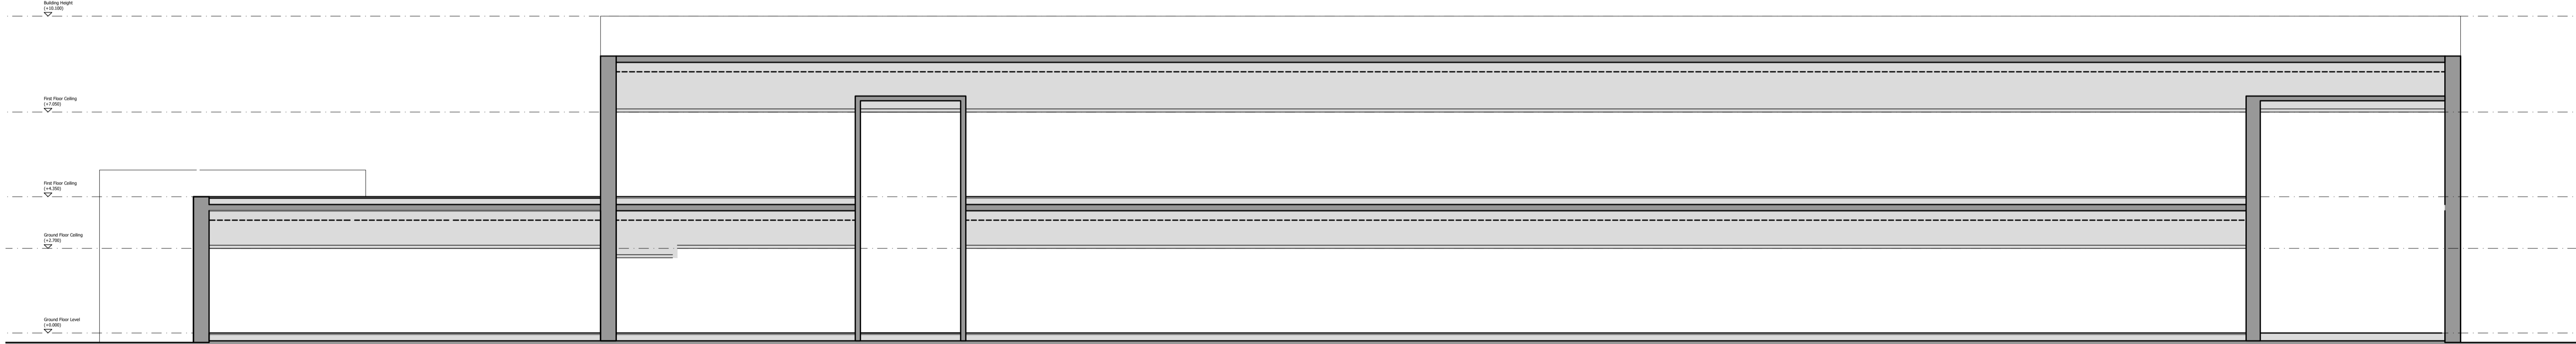 Building Height
(+10.100)
First Floor Ceiling
(+7.050)
First Floor Ceiling
(+4.350)
Ground Floor Ceiling
(+2.700)
Ground Floor Level
(+0.000)